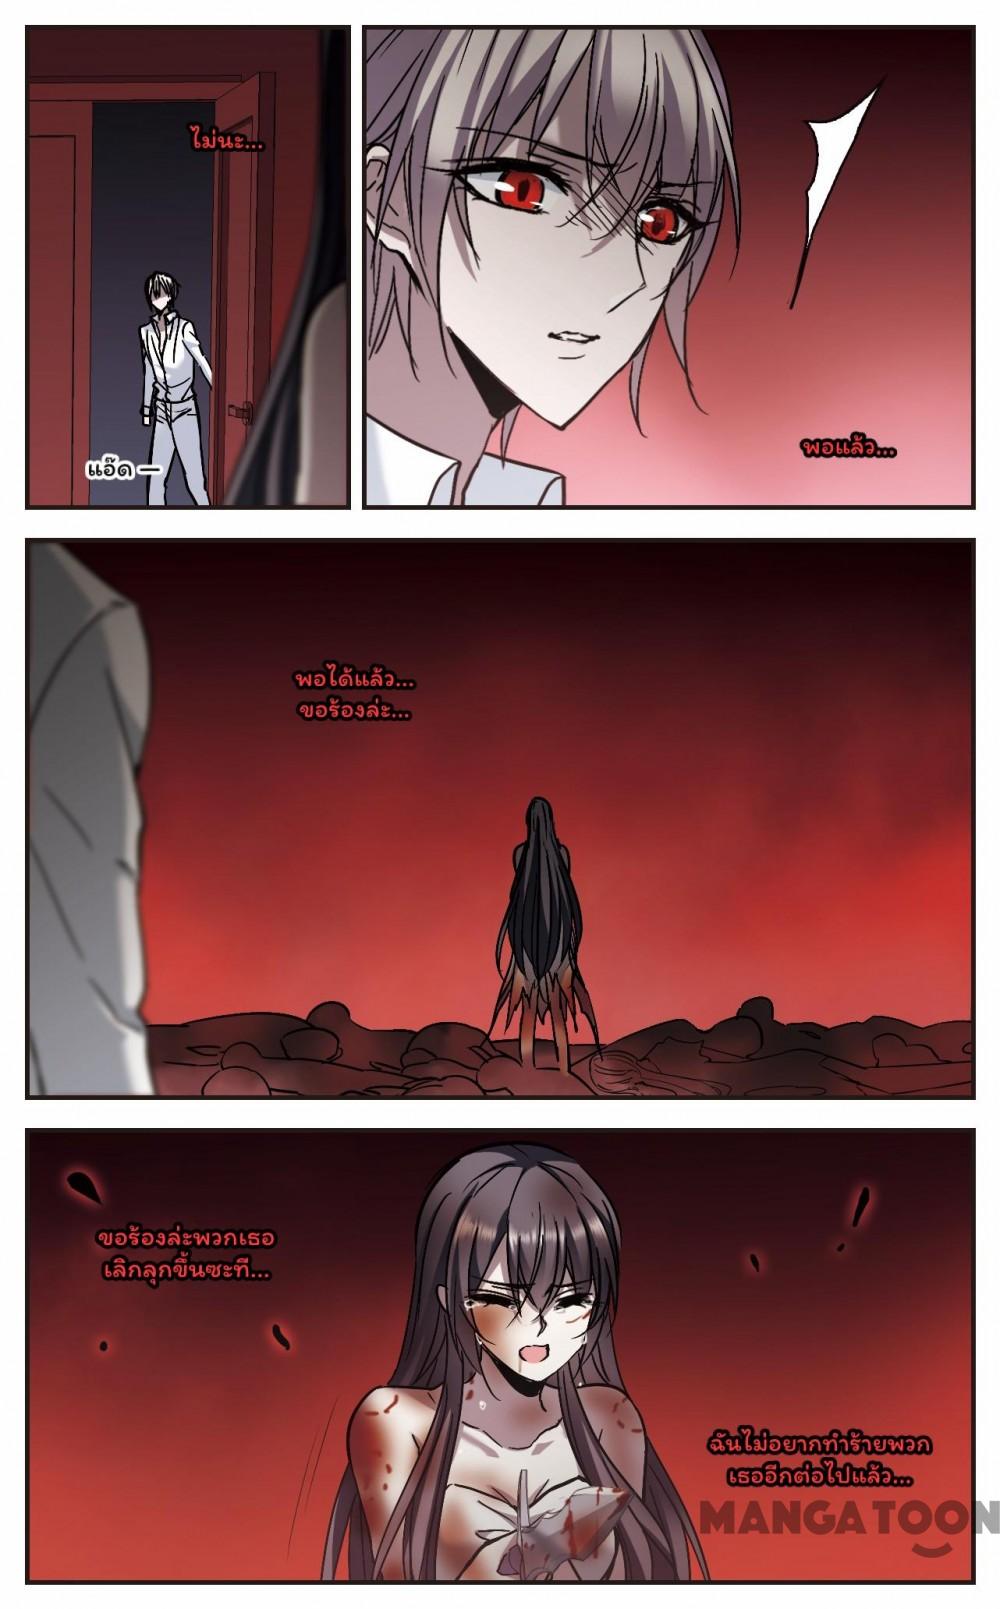 ไม่นะ...
แอ๊ด —
พอแล้ว...
พอได้แล้ว...
ขอร้องล่ะ...
ขอร้องล่ะพวกเธอ
เลิกลุกขึ้นซะที...
ฉันไม่อยากทำร้ายพวก
เธออีกต่อไปแล้ว...
MANGATOON